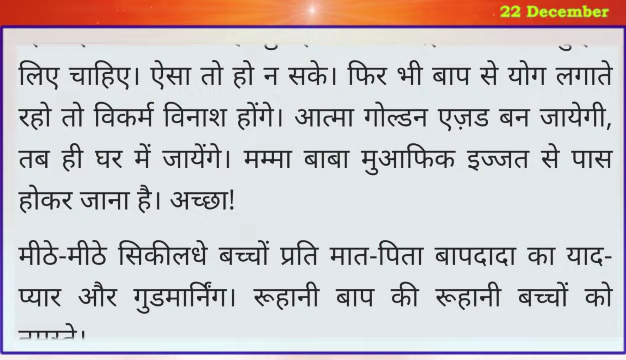 22 December
लिए चाहिए। ऐसा तो हो न सके। फिर भी बाप से योग लगाते
रहो तो विकर्म विनाश होंगे। आत्मा गोल्डन एज़ड बन जायेगी,
तब ही घर में जायेंगे। मम्मा बाबा मुआफिक इज्जत से पास
होकर जाना है। अच्छा!
मीठे-मीठे सिकीलधे बच्चों प्रति मात-पिता बापदादा का याद-
प्यार और गुडमार्निंग। रूहानी बाप की रूहानी बच्चों को